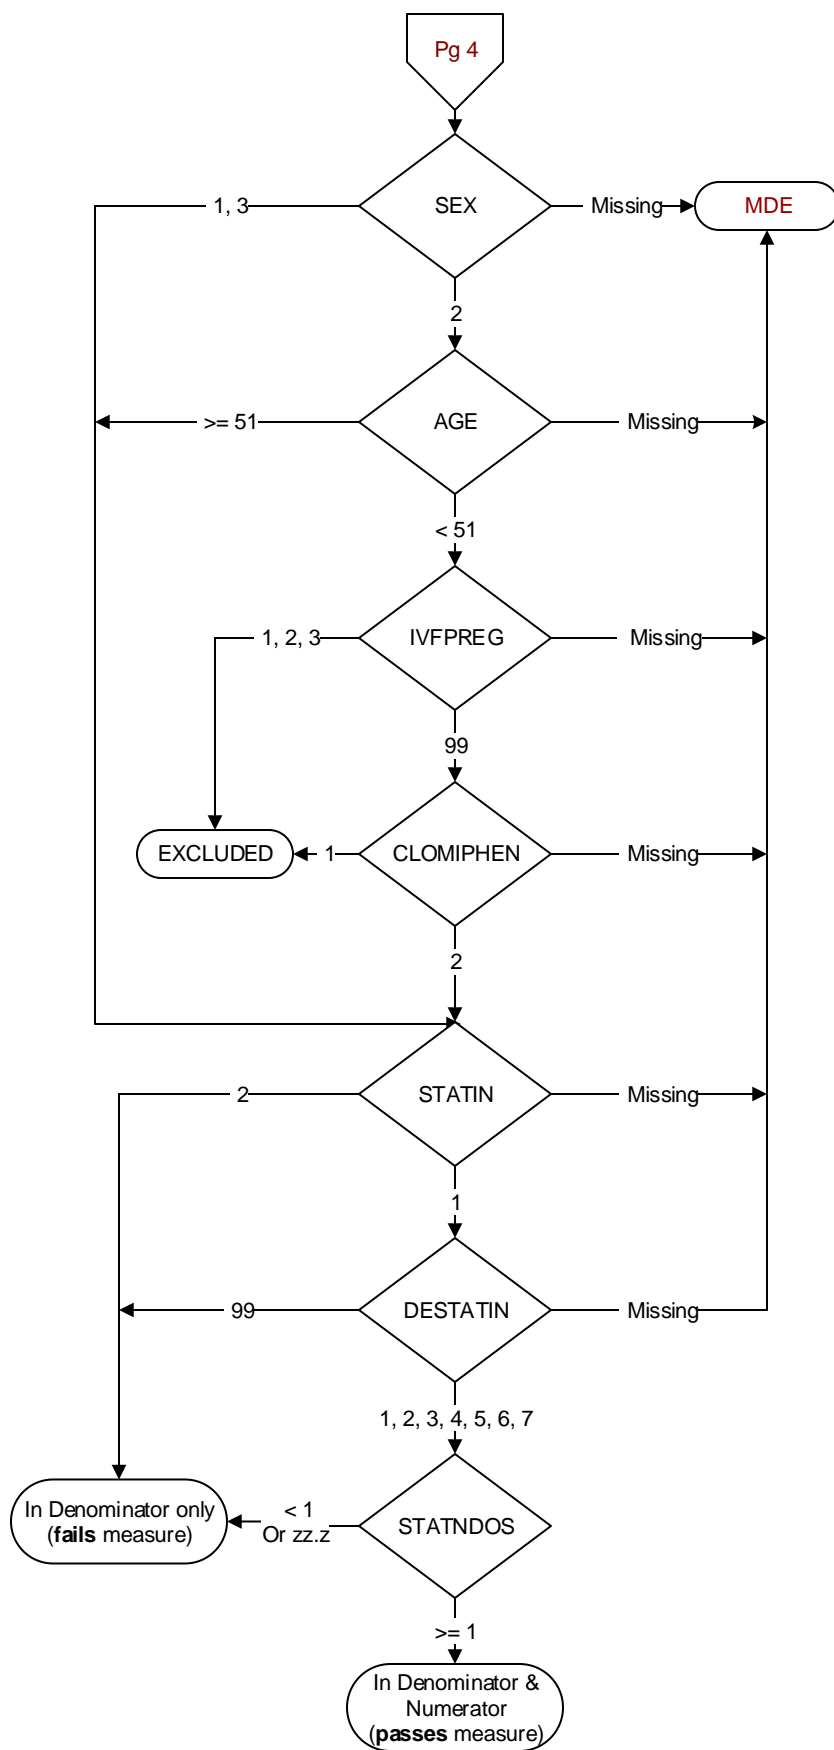 Pg 4
1, 3
SEX
Missing
MDE
2
>= 51
AGE
Missing
< 51
1, 2, 3
IVFPREG
Missing
99
EXCLUDED
1
CLOMIPHEN
Missing
2
2
STATIN
Missing
1
99
DESTATIN
Missing
1, 2, 3, 4, 5, 6, 7
In Denominator only
(fails measure)
< 1
Or zz.z
STATNDOS
>= 1
In Denominator &
Numerator
(passes measure)